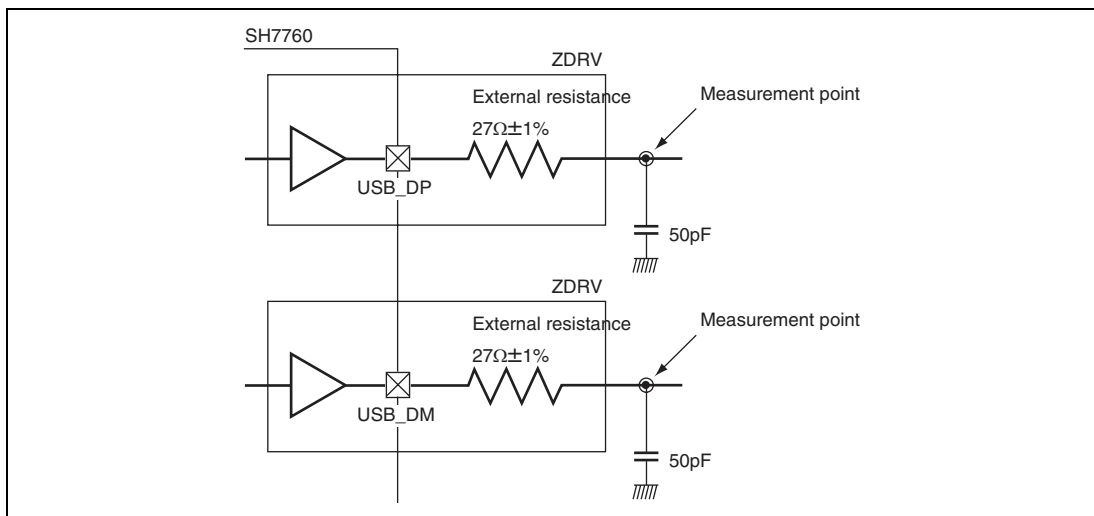 SH7760
ZDRV
External resistance
27Ω±1%
Measurement point
USB_DP
50pF
ZDRV
External resistance
27Ω±1%
Measurement point
USB_DM
50pF